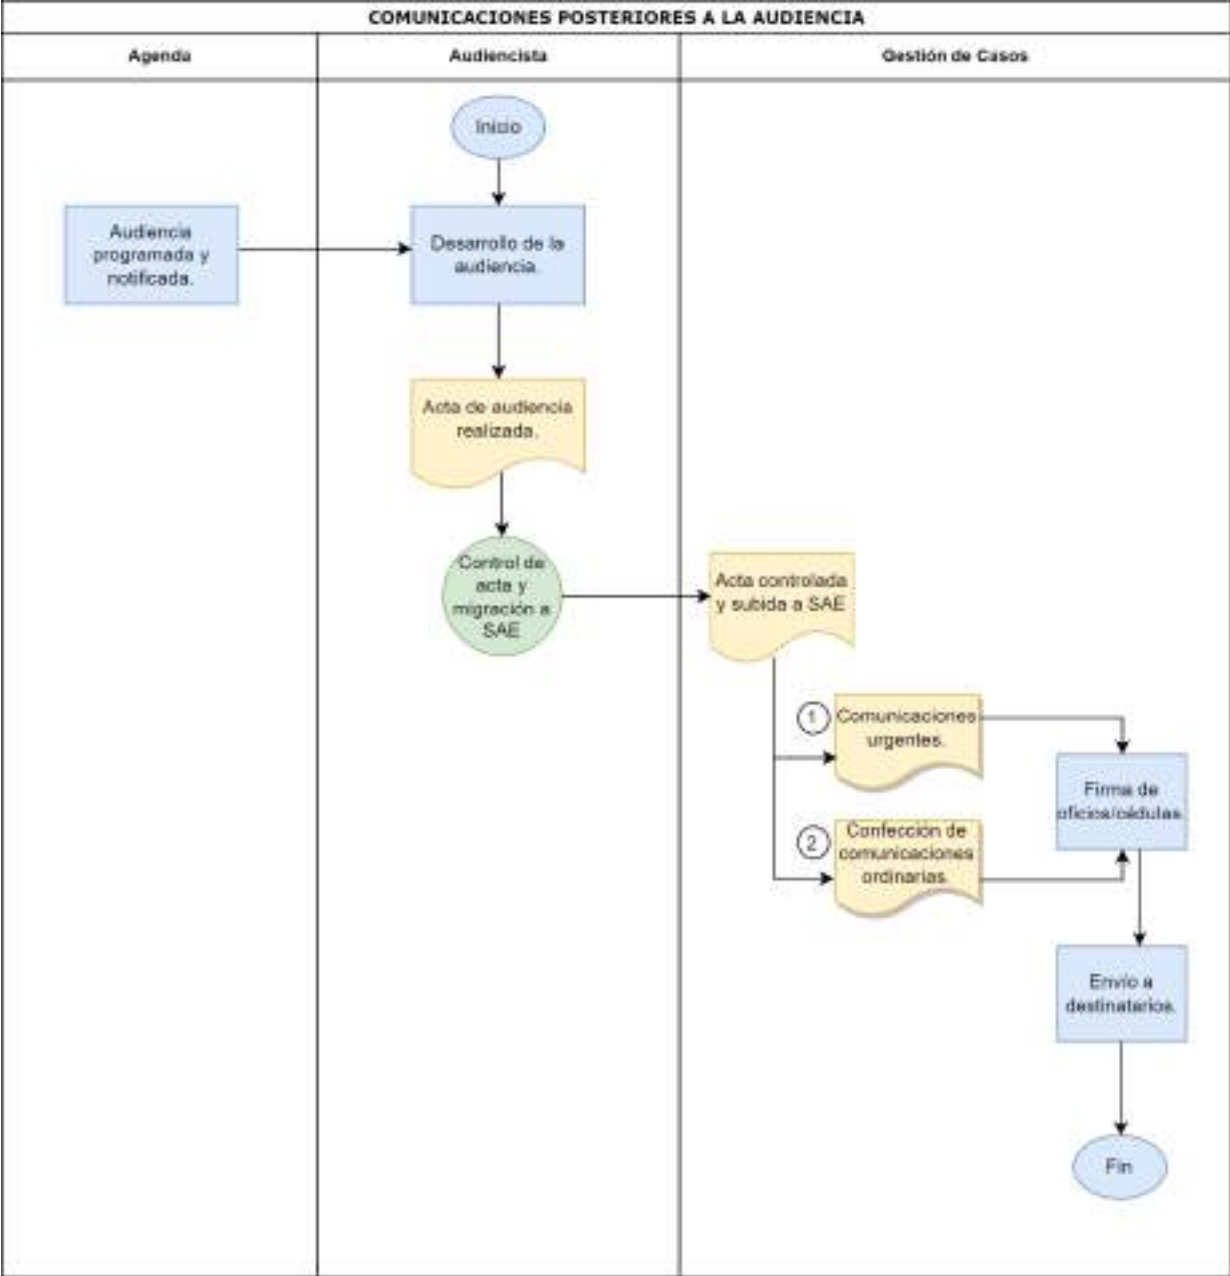 COMUNICACIONES POSTERIORES A LA AUDIENCIA
Agenda
Audiencista
Gestión de Casos
Inicio
Audiencia
programada y
notificada.
Desarrollo de la
audiencia.
Acta de audiencia
realizada.
Control de
acta y
migración a
SAE
Acta controlada
y subida a SAE
1
Comunicaciones
urgentes.
2
Confección de
comunicaciones
ordinarias.
Firma de
oficios/cédulas.
Envío a
destinatarios.
Fin